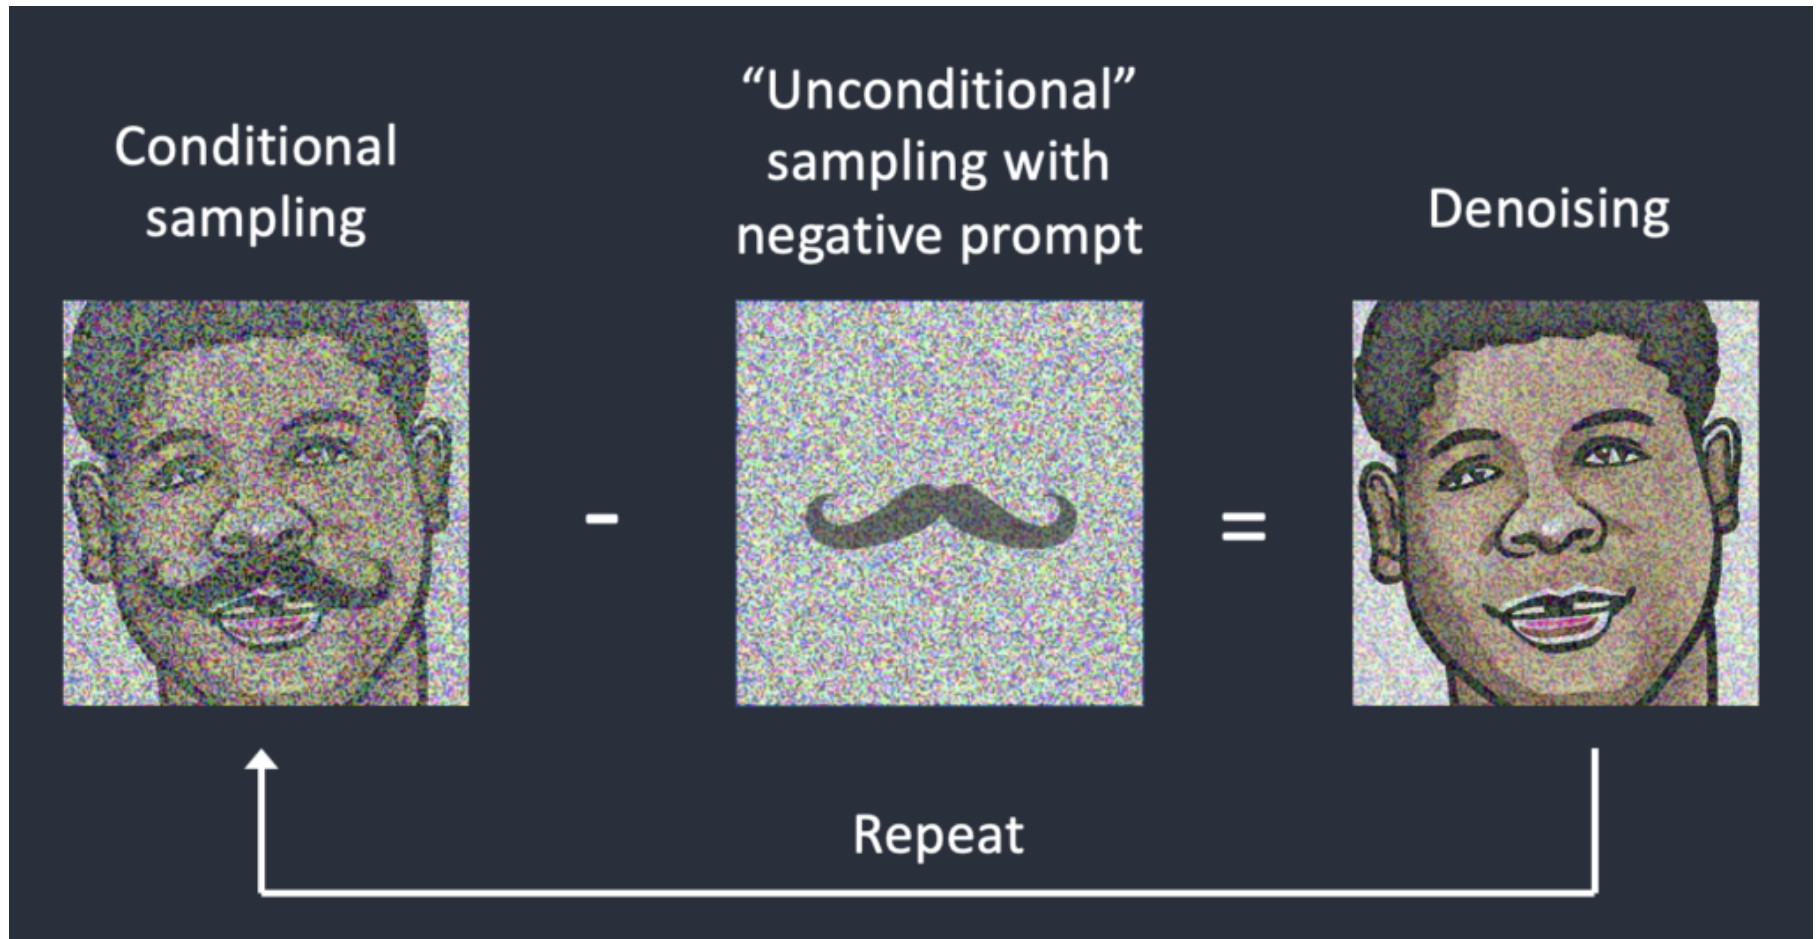 Conditional
sampling
“Unconditional”
sampling with
negative prompt
Denoising
-
=
Repeat